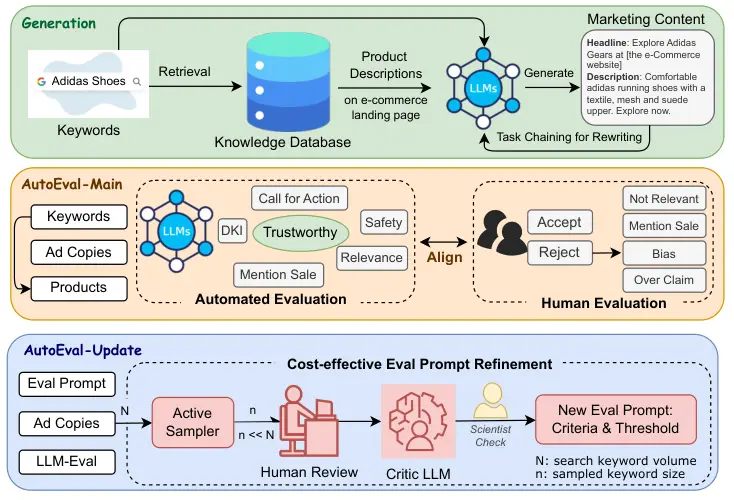 Generation
Marketing Content
Adidas Shoes
Keywords
Retrieval
Knowledge Database
Product
Descriptions
on e-commerce
landing page
LLMs
Generate
Headline: Explore Adidas
Gears at [the e-Commerce
website]
Description: Comfortable
adidas running shoes with a
textile, mesh and suede
upper. Explore now.
Task Chaining for Rewriting
AutoEval-Main
Keywords
Ad Copies
Products
LLMs
Call for Action
DKI
Trustworthy
Safety
Relevance
Mention Sale
Automated Evaluation
Align
Accept
Reject
Not Relevant
Mention Sale
Bias
Over Claim
Human Evaluation
AutoEval-Update
Cost-effective Eval Prompt Refinement
Eval Prompt
Ad Copies
LLM-Eval
N
Active
Sampler
n
n << N
Human Review
Critic LLM
Scientist
Check
New Eval Prompt:
Criteria & Threshold
N: search keyword volume
n: sampled keyword size